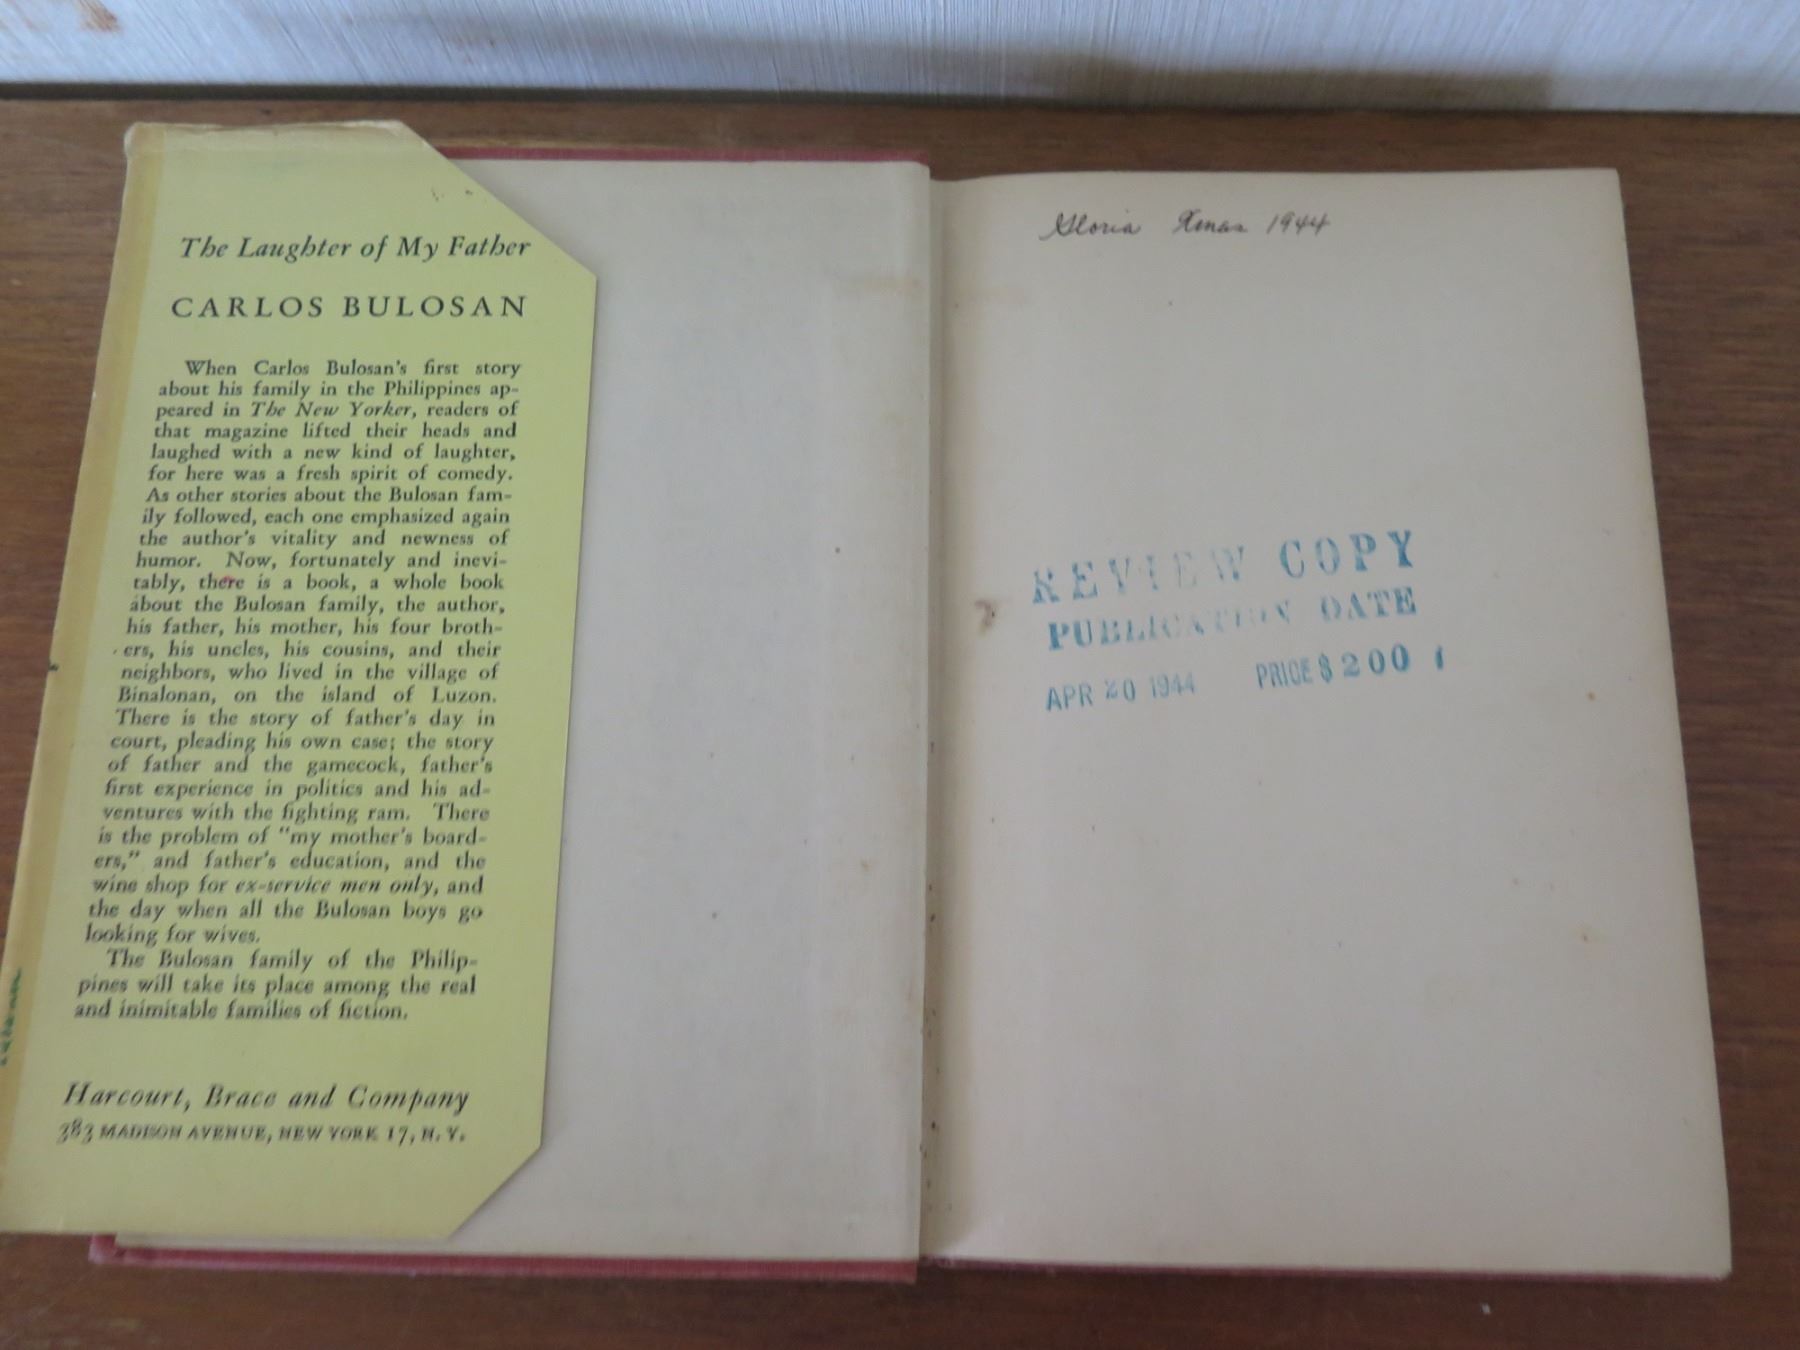 The Laughter of My Father
CARLOS BULOSAN
When Carlos Bulosan's first story
about his family in the Philippines ap-
peared in The New Yorker, readers of
that magazine lifted their heads and
laughed with a new kind of laughter,
for here was a fresh spirit of comedy.
As other stories about the Bulosan fam-
ily followed, each one emphasized again
the author's vitality and newness of
humor. Now, fortunately and inevi-
tably, there is a book, a whole book
about the Bulosan family, the author,
his father, his mother, his four broth-
ers, his uncles, his cousins, and their
neighbors, who lived in the village of
Binalonan, on the island of Luzon.
There is the story of father's day in
court, pleading his own case; the story
of father and the gamecock, father's
first experience in politics and his ad-
ventures with the fighting ram. There
is the problem of "my mother's board-
ers," and father's education, and the
wine shop for ex-service men only, and
the day when all the Bulosan boys go
looking for wives.
The Bulosan family of the Philip-
pines will take its place among the real
and inimitable families of fiction.
Harcourt, Brace and Company
383 MADISON AVENUE, NEW YORK 17, N. Y.
Gloria Xmas 1944
REVIEW COPY
PUBLICATION DATE
APR 20 1944 PRICE $ 200